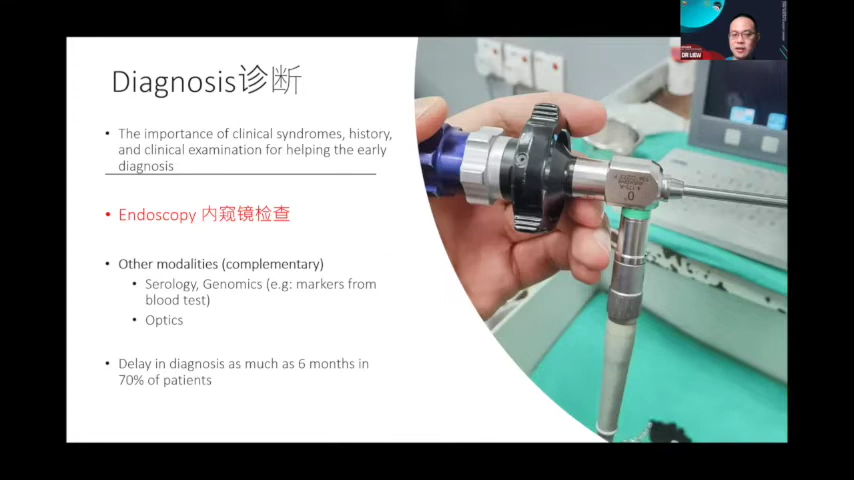 DR LIEW
Diagnosis诊断
• The importance of clinical syndromes, history,
and clinical examination for helping the early
diagnosis
• Endoscopy 内窥镜检查
• Other modalities (complementary)
• Serology, Genomics (e.g: markers from
blood test)
• Optics
• Delay in diagnosis as much as 6 months in
70% of patients
0°